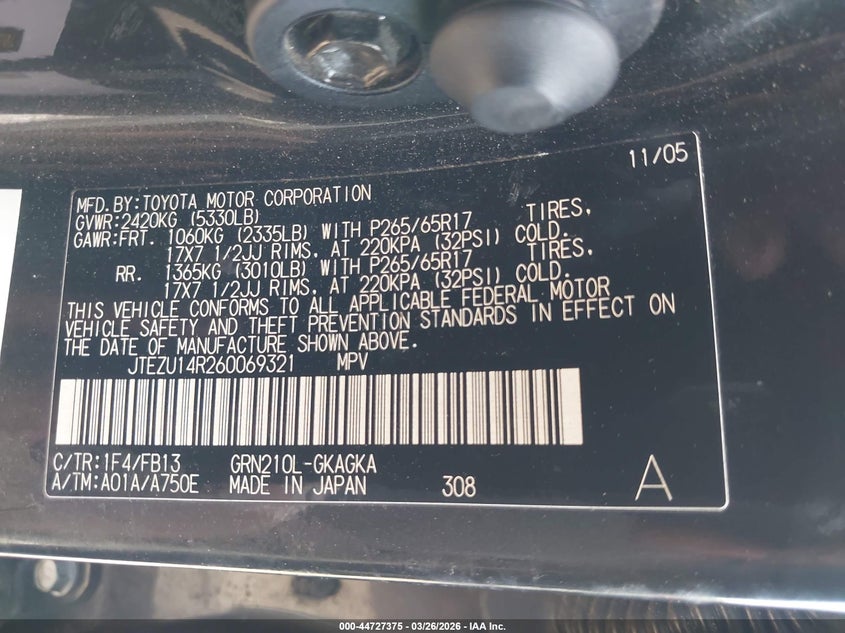 11/05
MFD.BY:TOYOTA MOTOR CORPORATION
GVWR:2420KG (5330LB)
GAWR:FRT. 1060KG (2335LB) WITH P265/65R17 TIRES,
17X7 1/2JJ RIMS, AT 220KPA (32PSI) COLD.
RR. 1365KG (3010LB) WITH P265/65R17 TIRES,
17X7 1/2JJ RIMS, AT 220KPA (32PSI) COLD.
THIS VEHICLE CONFORMS TO ALL APPLICABLE FEDERAL MOTOR
VEHICLE SAFETY AND THEFT PREVENTION STANDARDS IN EFFECT ON
THE DATE OF MANUFACTURE SHOWN ABOVE.
JTEZU14R260069321 MPV
C/TR:1F4/FB13 GRN210L-GKAGKA
A/TM:A01A/A750E MADE IN JAPAN 308 A
000-44727375 - 03/26/2026 - IAA Inc.